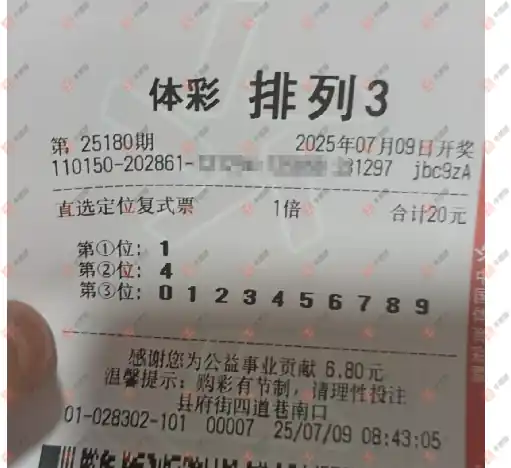 体彩 排列3
第 25180期 2025年07月09日开奖
110150-202861- 31297 jbc9zA
直选定位复式票 1倍 合计20元
第①位: 1
第②位: 4
第③位: 0 1 2 3 4 5 6 7 8 9
感谢您为公益事业贡献 6.80元
温馨提示: 购彩有节制, 请理性投注
县府街四道巷南口
01-028302-101 00007 25/07/09 08:43:05